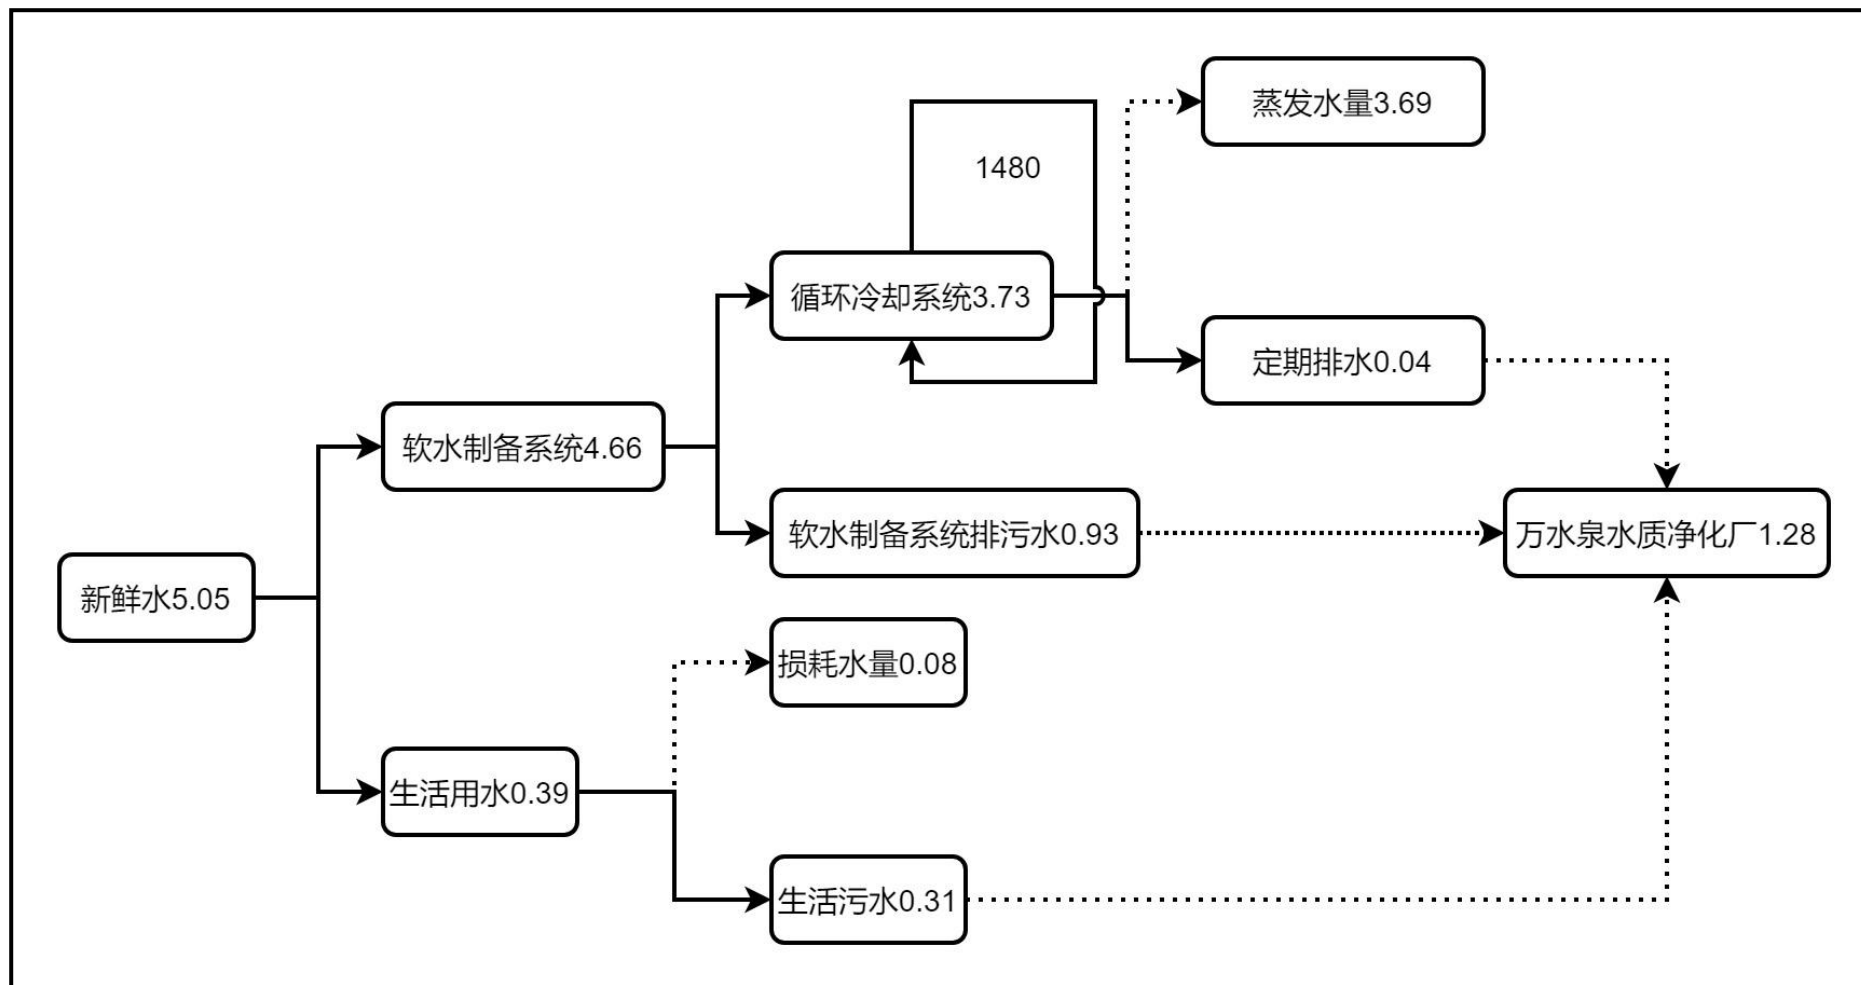 蒸发水量3.69
1480
循环冷却系统3.73
定期排水0.04
软水制备系统4.66
软水制备系统排污水0.93
万水泉水质净化厂1.28
新鲜水5.05
损耗水量0.08
生活用水0.39
生活污水0.31